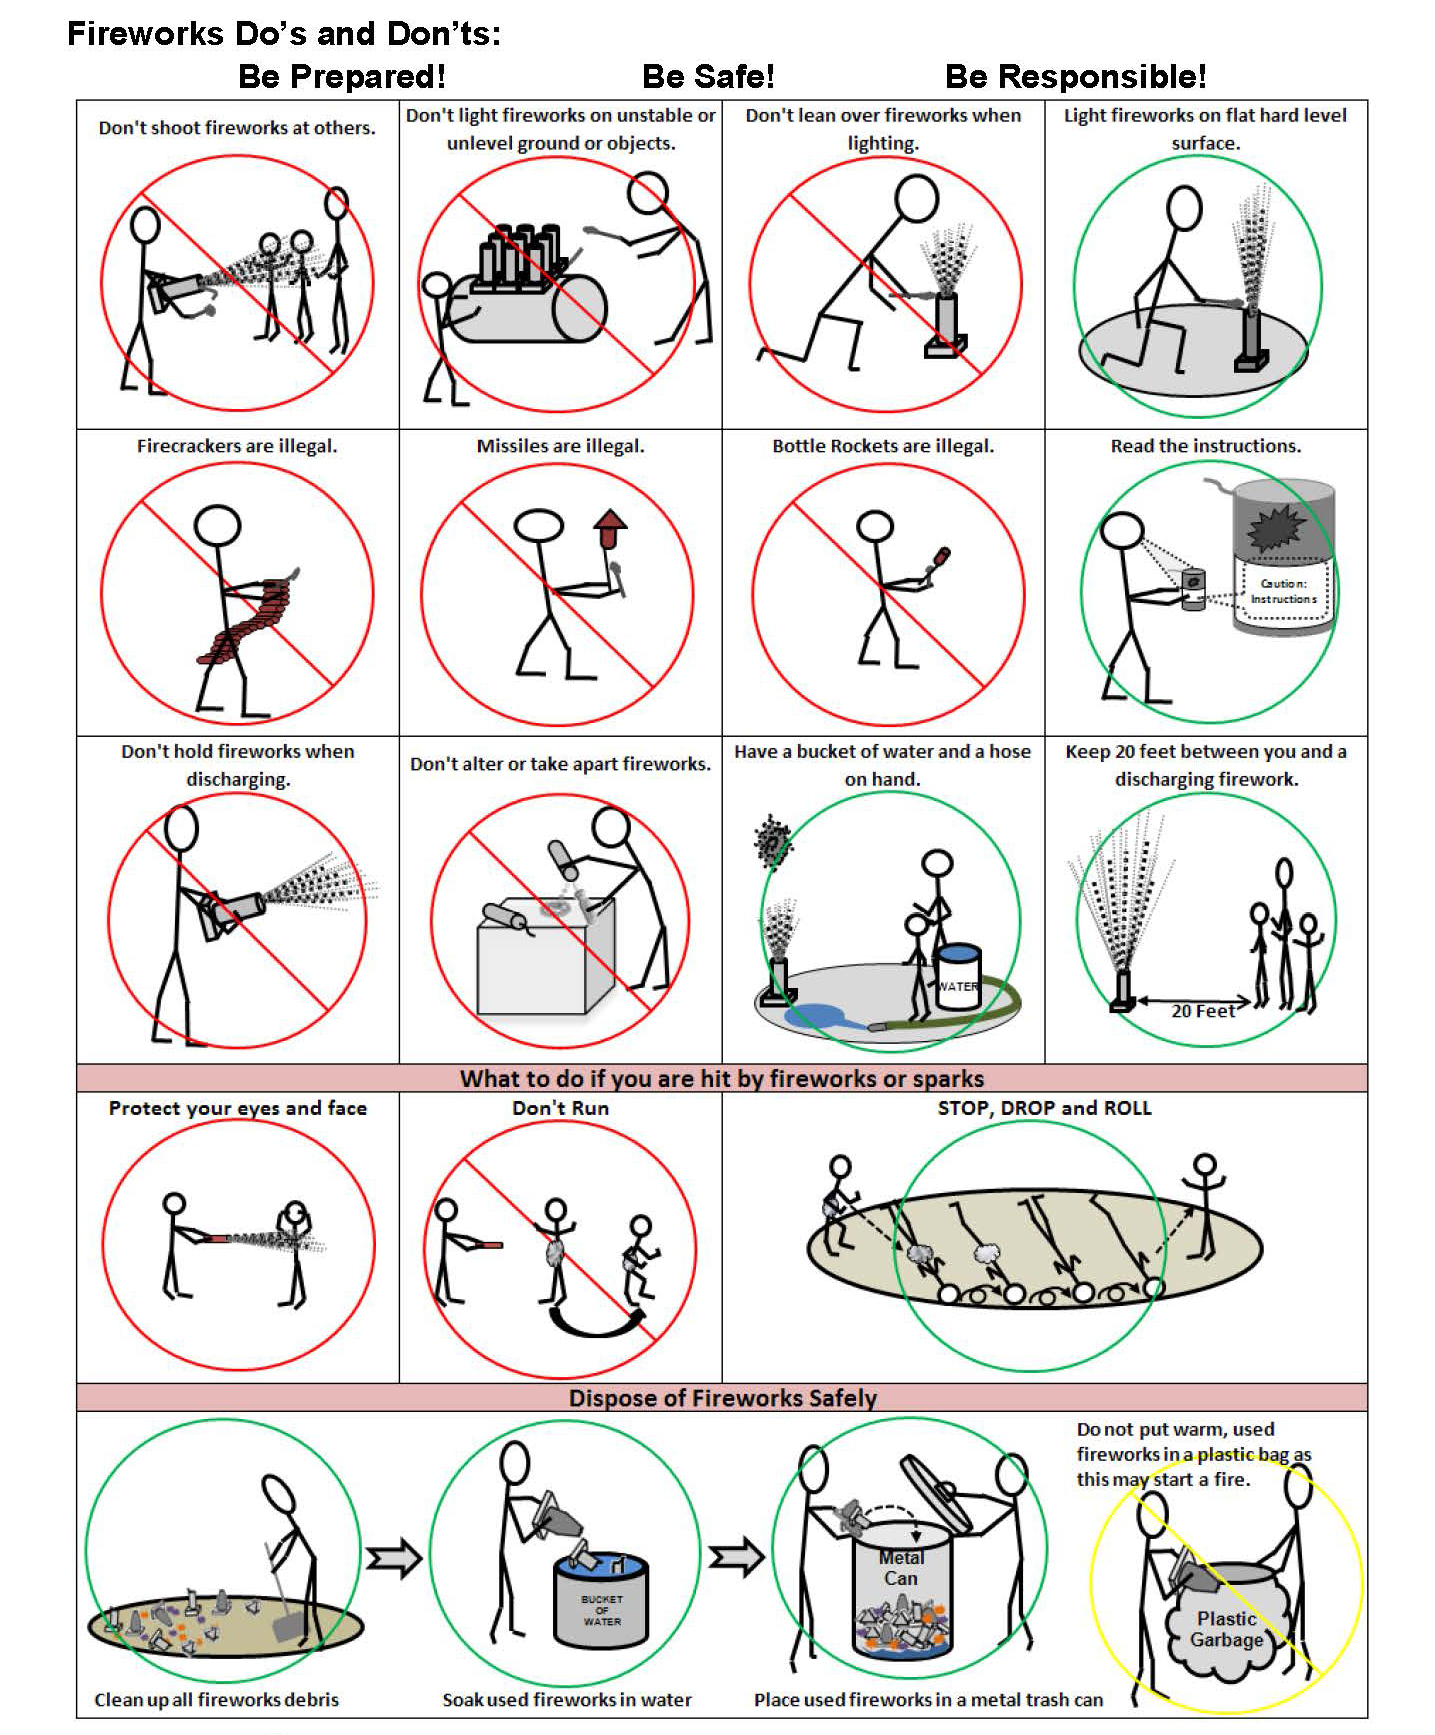 Fireworks Do's and Don'ts:
Be Prepared! Be Safe! Be Responsible!
Don't shoot fireworks at others.
Don't light fireworks on unstable or
unlevel ground or objects.
Don't lean over fireworks when
lighting.
Light fireworks on flat hard level
surface.
Firecrackers are illegal.
Missiles are illegal.
Bottle Rockets are illegal.
Read the instructions.
Caution:
Instructions
Don't hold fireworks when
discharging.
Don't alter or take apart fireworks.
Have a bucket of water and a hose
on hand.
WATER
Keep 20 feet between you and a
discharging firework.
20 Feet
What to do if you are hit by fireworks or sparks
Protect your eyes and face
Don't Run
STOP, DROP and ROLL
Dispose of Fireworks Safely
Clean up all fireworks debris
BUCKET
OF
WATER
Soak used fireworks in water
Metal
Can
Place used fireworks in a metal trash can
Do not put warm, used
fireworks in a plastic bag as
this may start a fire.
Plastic
Garbage